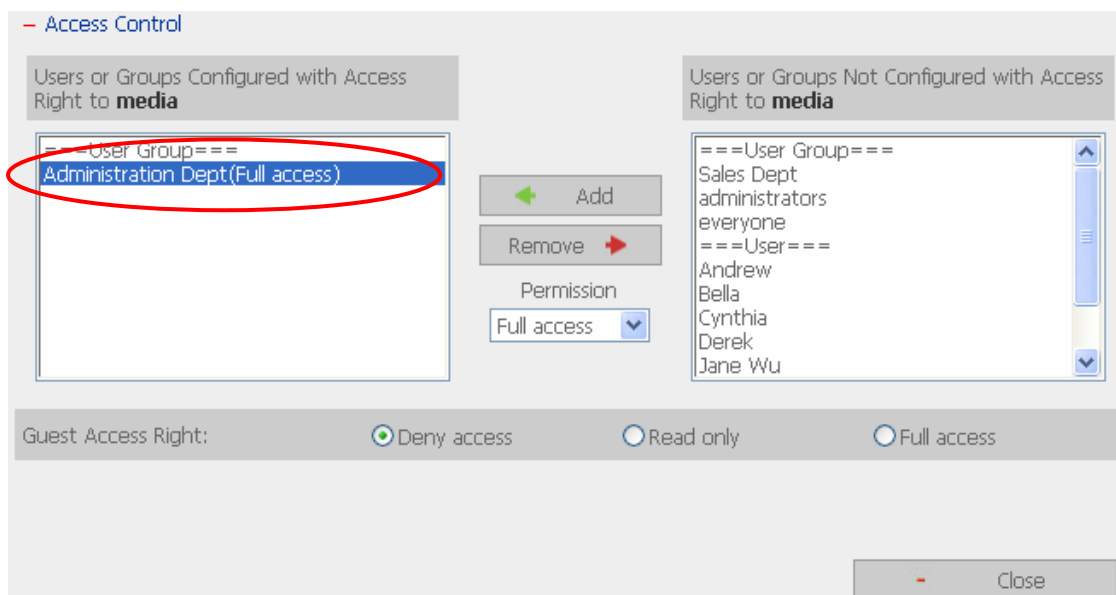 – Access Control
Users or Groups Configured with Access
Right to media
Users or Groups Not Configured with Access
Right to media
===User Group===
Administration Dept(Full access)
Add
Remove
Permission
Full access
===User Group===
Sales Dept
administrators
everyone
===User===
Andrew
Bella
Cynthia
Derek
Jane Wu
Guest Access Right: Deny access Read only Full access
- Close